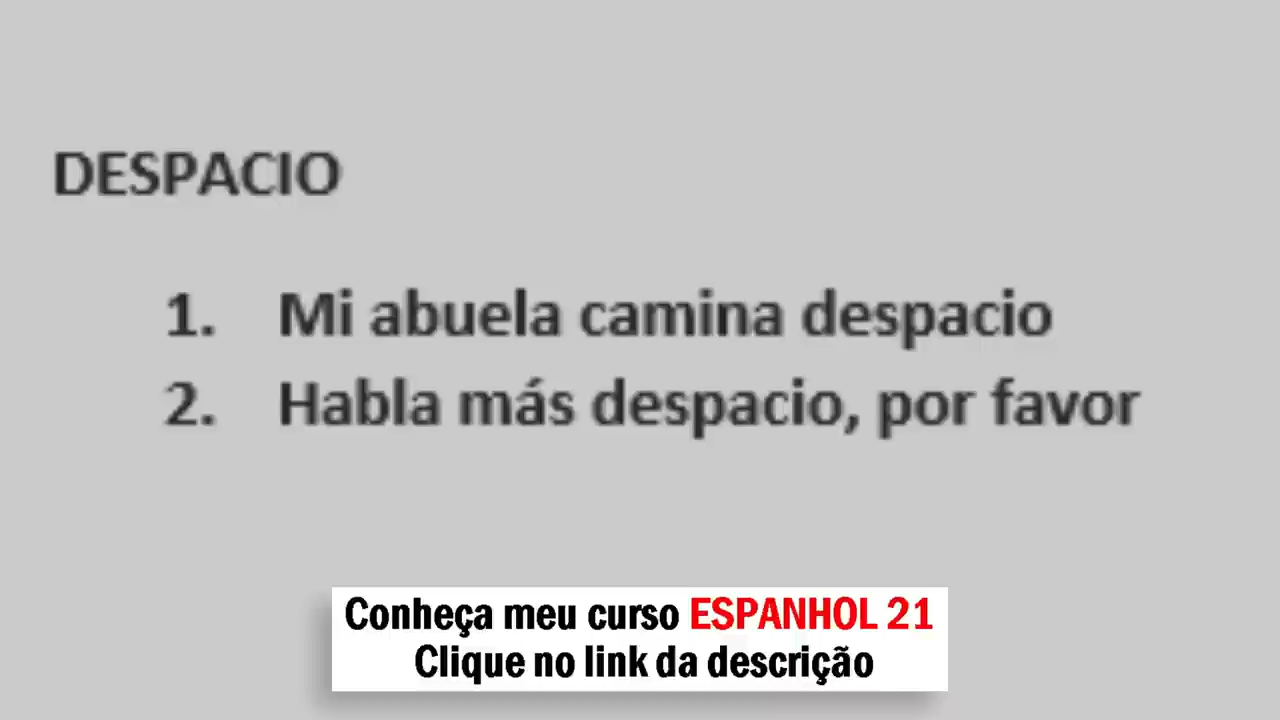 DESPACIO
1. Mi abuela camina despacio
2. Habla más despacio, por favor
Conheça meu curso ESPANHOL 21
Clique no link da descrição